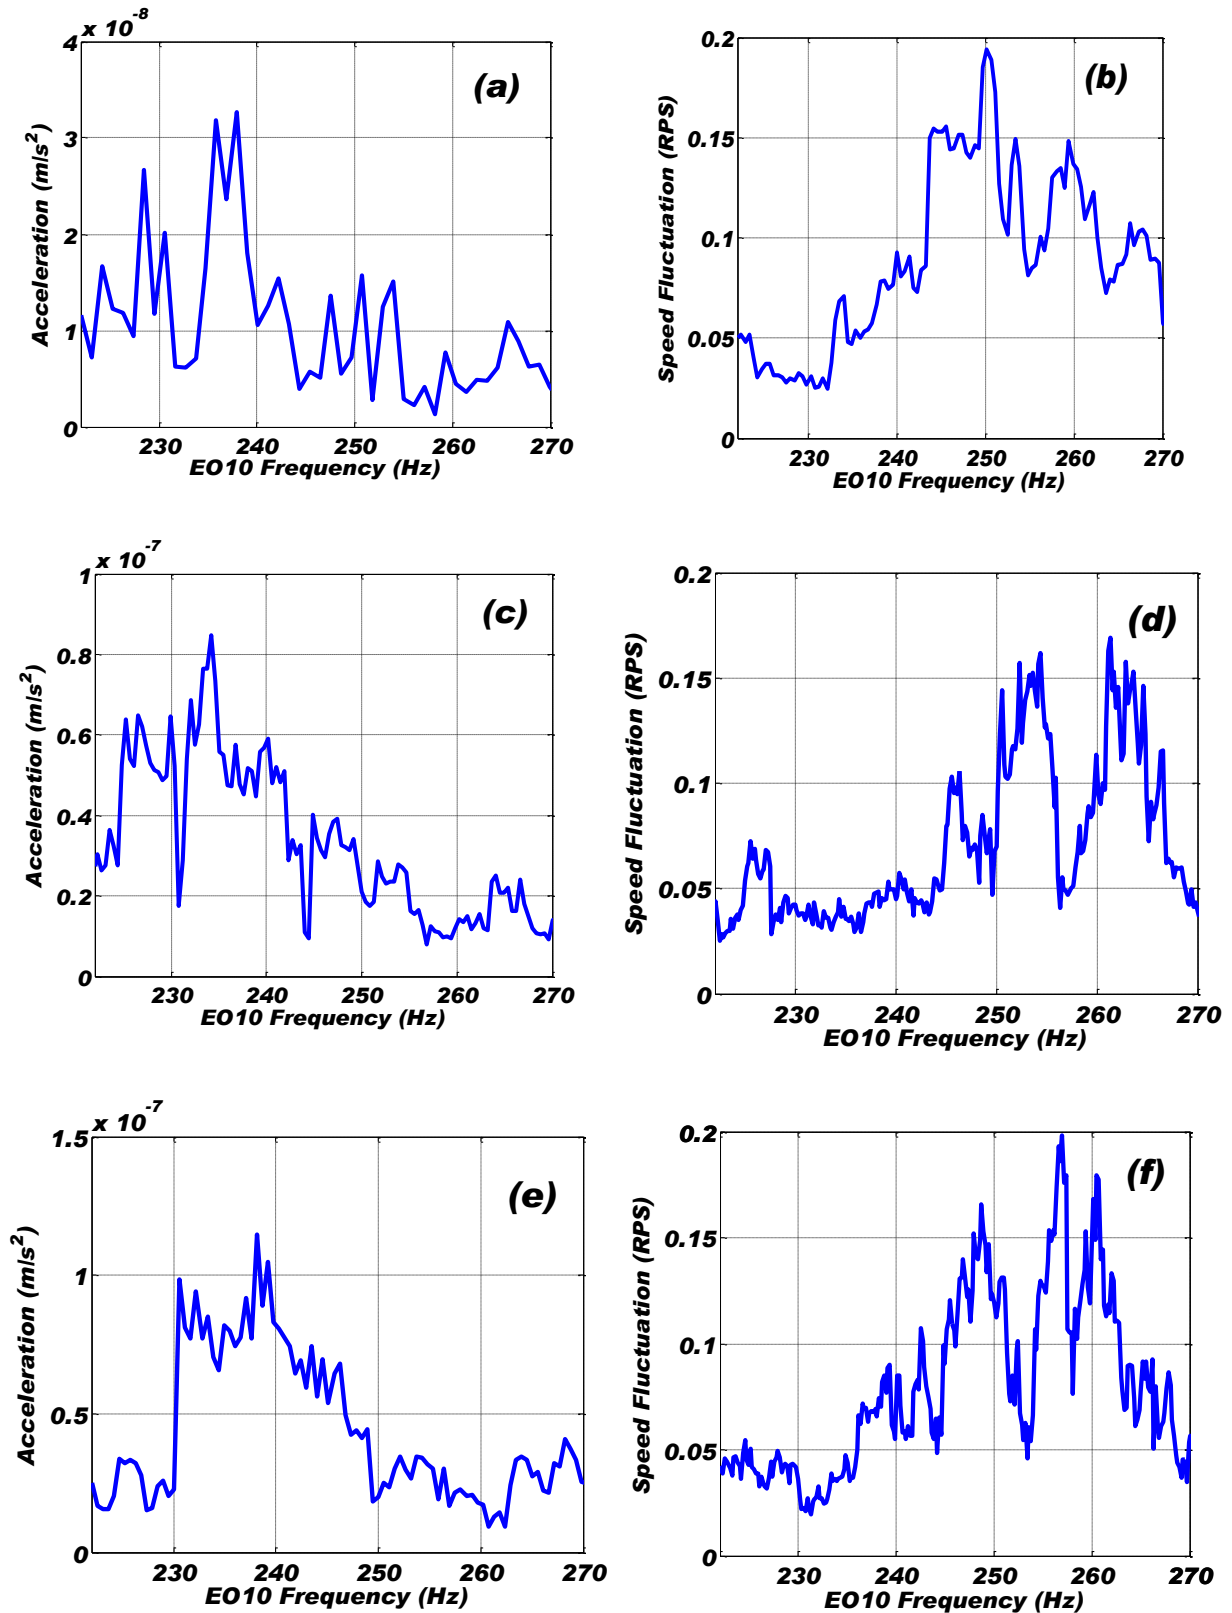 x 10^-8
4
3
2
1
0
Acceleration (m/s^2)
(a)
230 240 250 260 270
EO10 Frequency (Hz)
0.2
0.15
0.1
0.05
0
Speed Fluctuation (RPS)
(b)
230 240 250 260 270
EO10 Frequency (Hz)
x 10^-7
1
0.8
0.6
0.4
0.2
0
Acceleration (m/s^2)
(c)
230 240 250 260 270
EO10 Frequency (Hz)
0.2
0.15
0.1
0.05
0
Speed Fluctuation (RPS)
(d)
230 240 250 260 270
EO10 Frequency (Hz)
x 10^-7
1.5
1
0.5
0
Acceleration (m/s^2)
(e)
230 240 250 260 270
EO10 Frequency (Hz)
0.2
0.15
0.1
0.05
0
Speed Fluctuation (RPS)
(f)
230 240 250 260 270
EO10 Frequency (Hz)